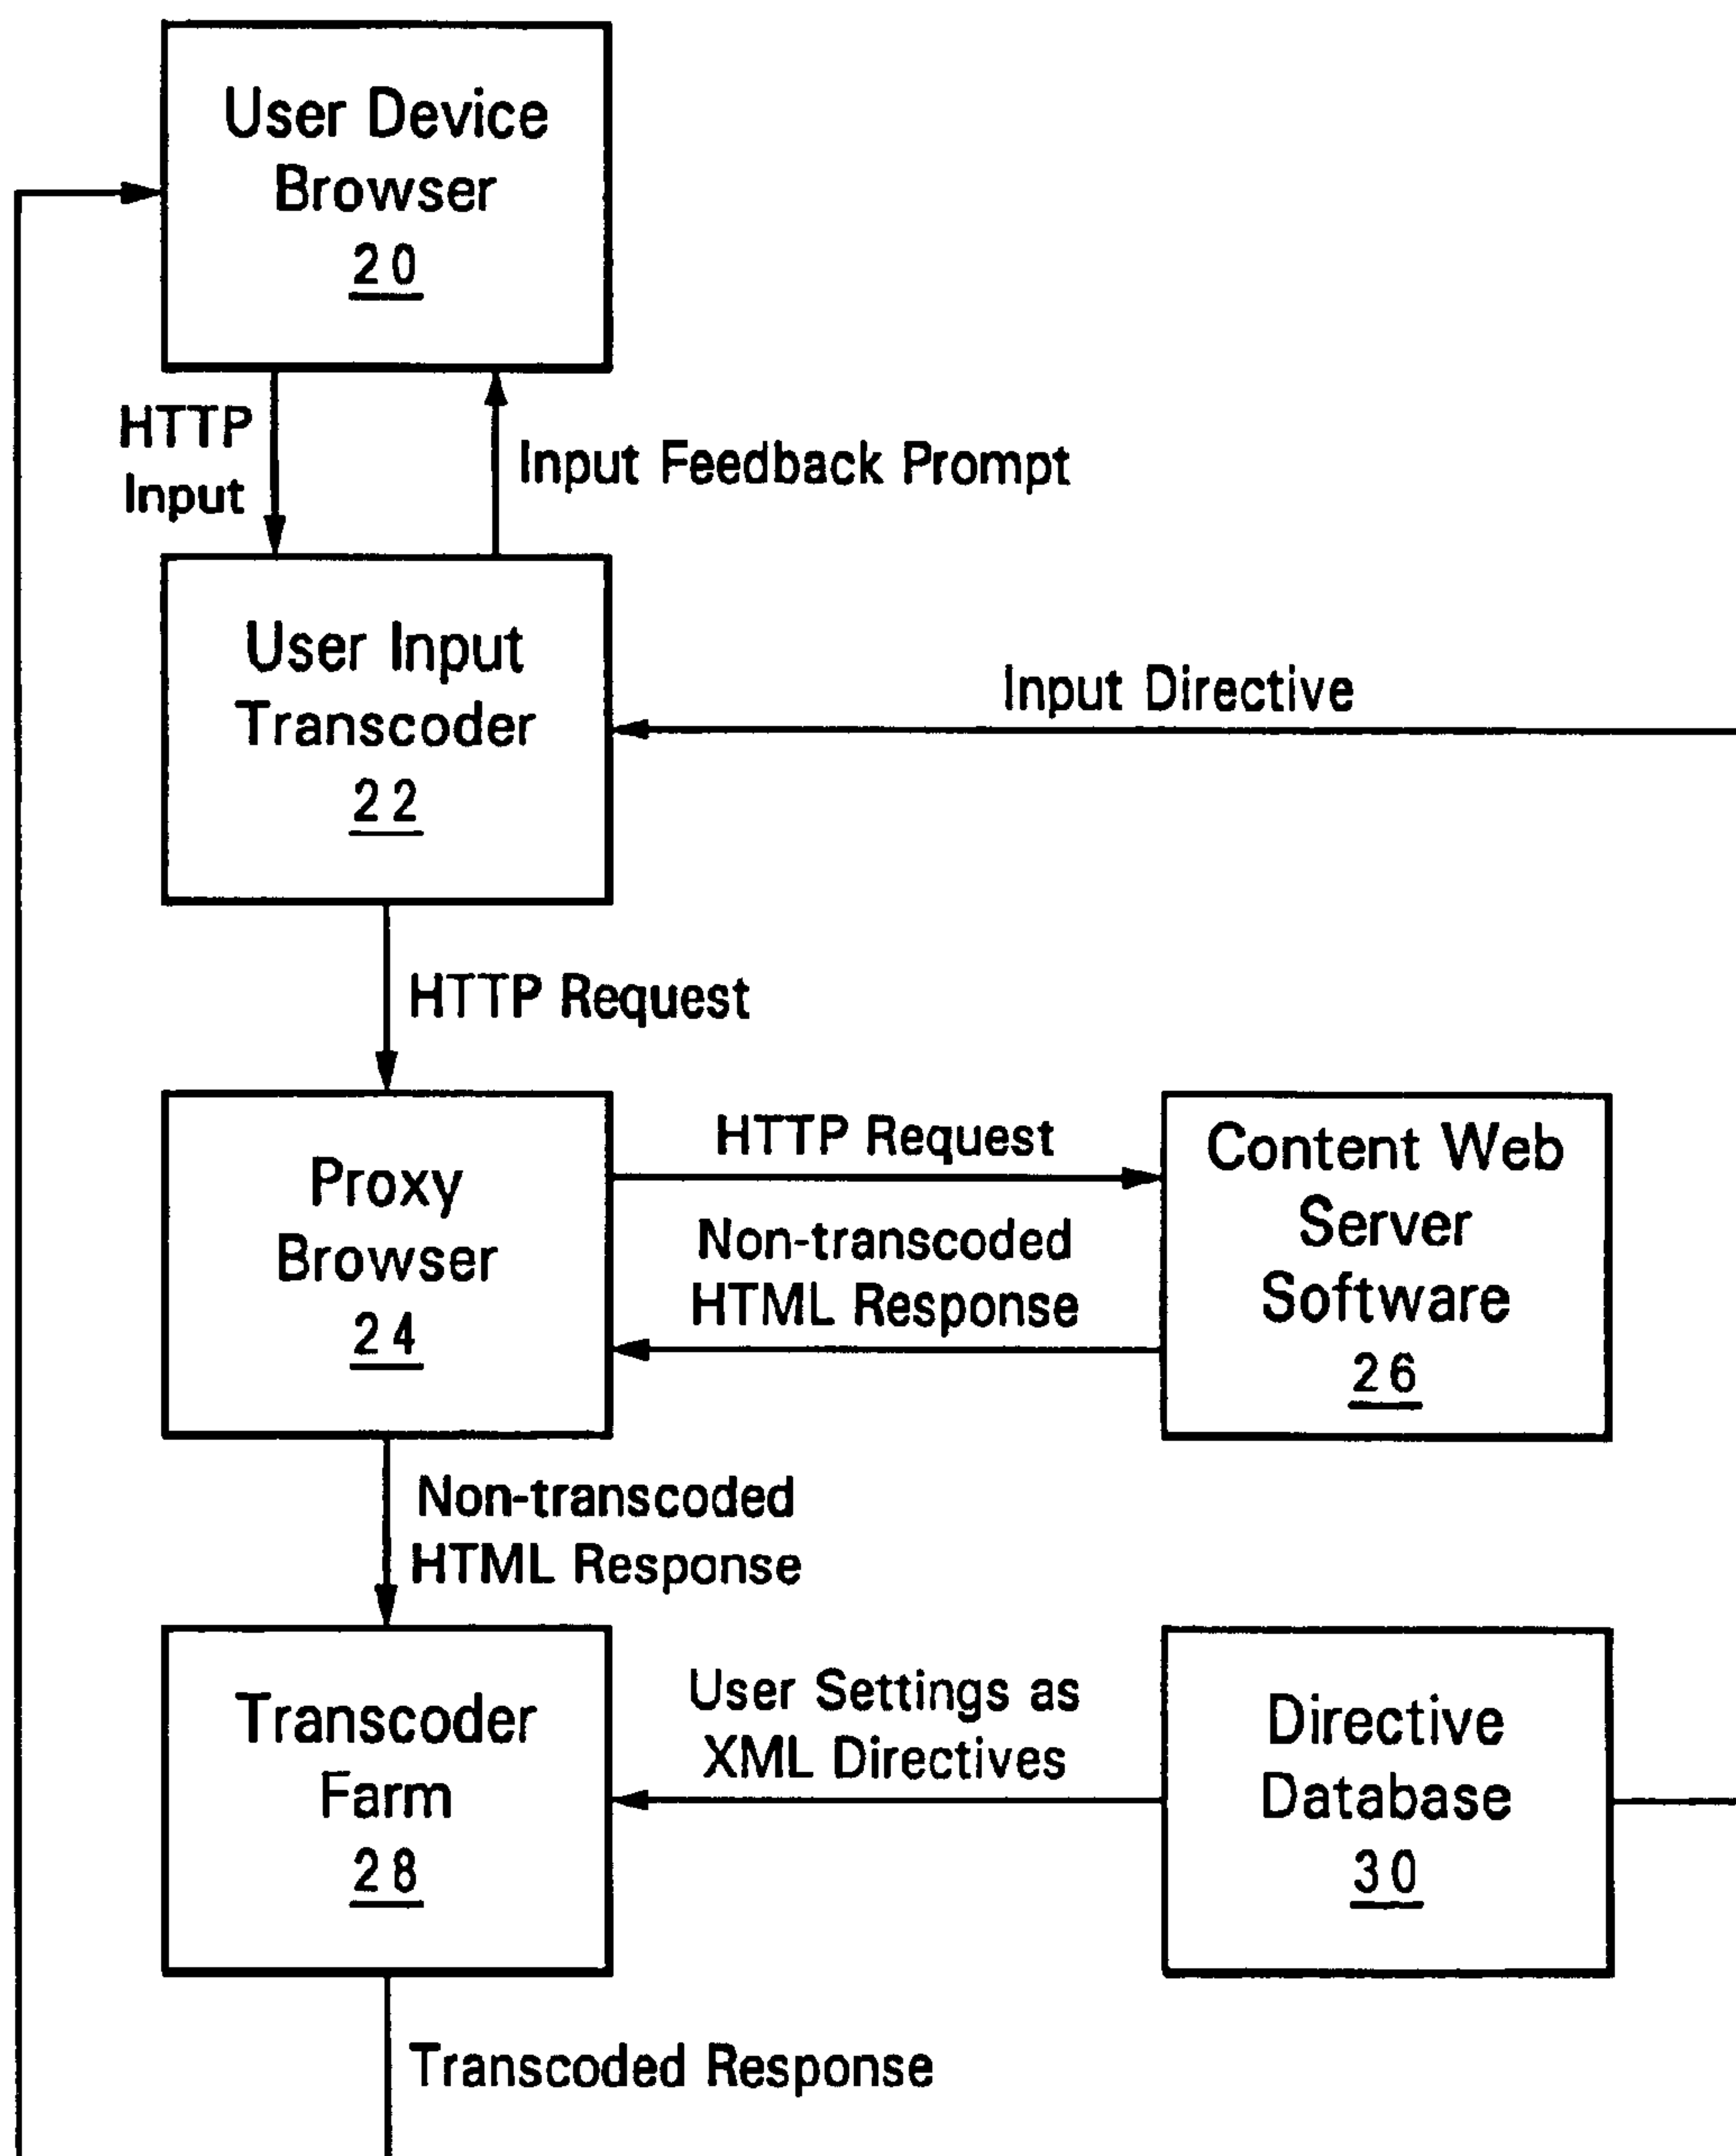 User Device
Browser
20
HTTP
Input
Input Feedback Prompt
User Input
Transcoder
22
Input Directive
HTTP Request
Proxy
Browser
24
HTTP Request
Non-transcoded
HTML Response
Content Web
Server
Software
26
Non-transcoded
HTML Response
Transcoder
Farm
28
User Settings as
XML Directives
Directive
Database
30
Transcoded Response